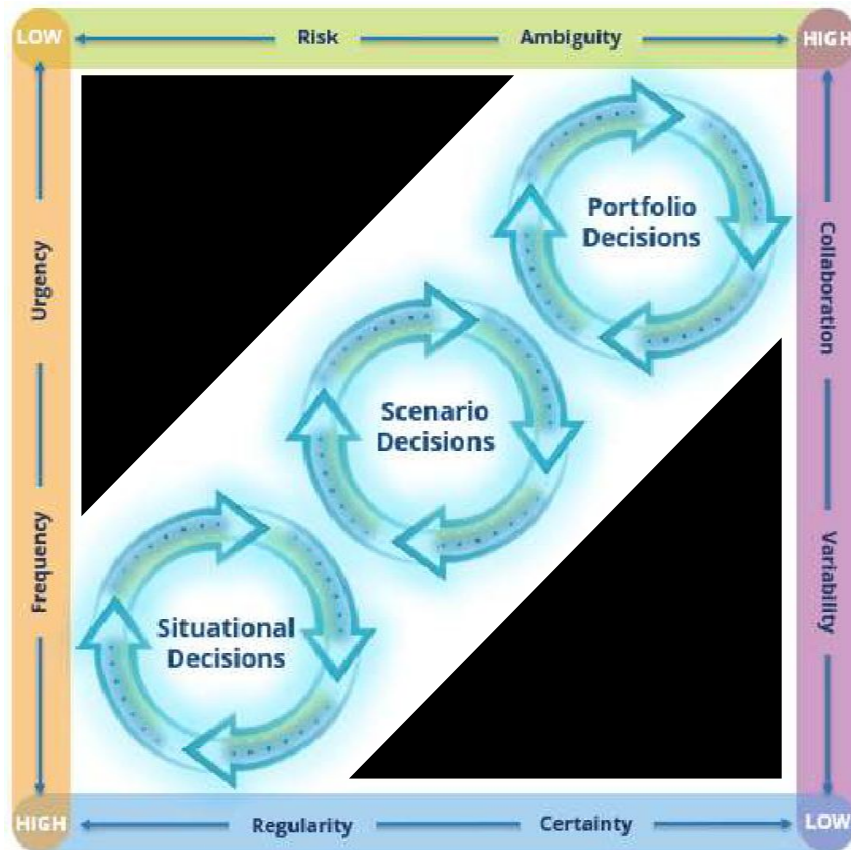 LOW
Risk
Ambiguity
HIGH
Urgency
Frequency
Portfolio
Decisions
Collaboration
Variability
Scenario
Decisions
Situational
Decisions
HIGH
Regularity
Certainty
LOW